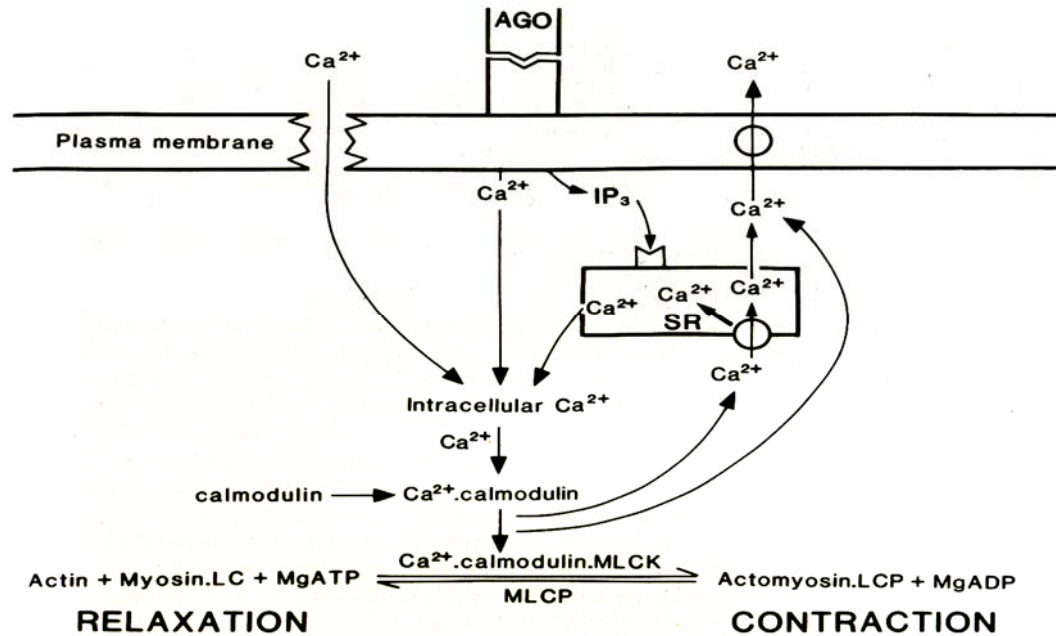 AGO
Ca²⁺
Ca²⁺
Plasma membrane
Ca²⁺
IP₃
Ca²⁺
Ca²⁺
Ca²⁺
Ca²⁺
SR
Ca²⁺
Intracellular Ca²⁺
Ca²⁺
calmodulin
Ca²⁺.calmodulin
Ca²⁺.calmodulin.MLCK
Actin + Myosin.LC + MgATP
Actomyosin.LCP + MgADP
MLCP
RELAXATION
CONTRACTION